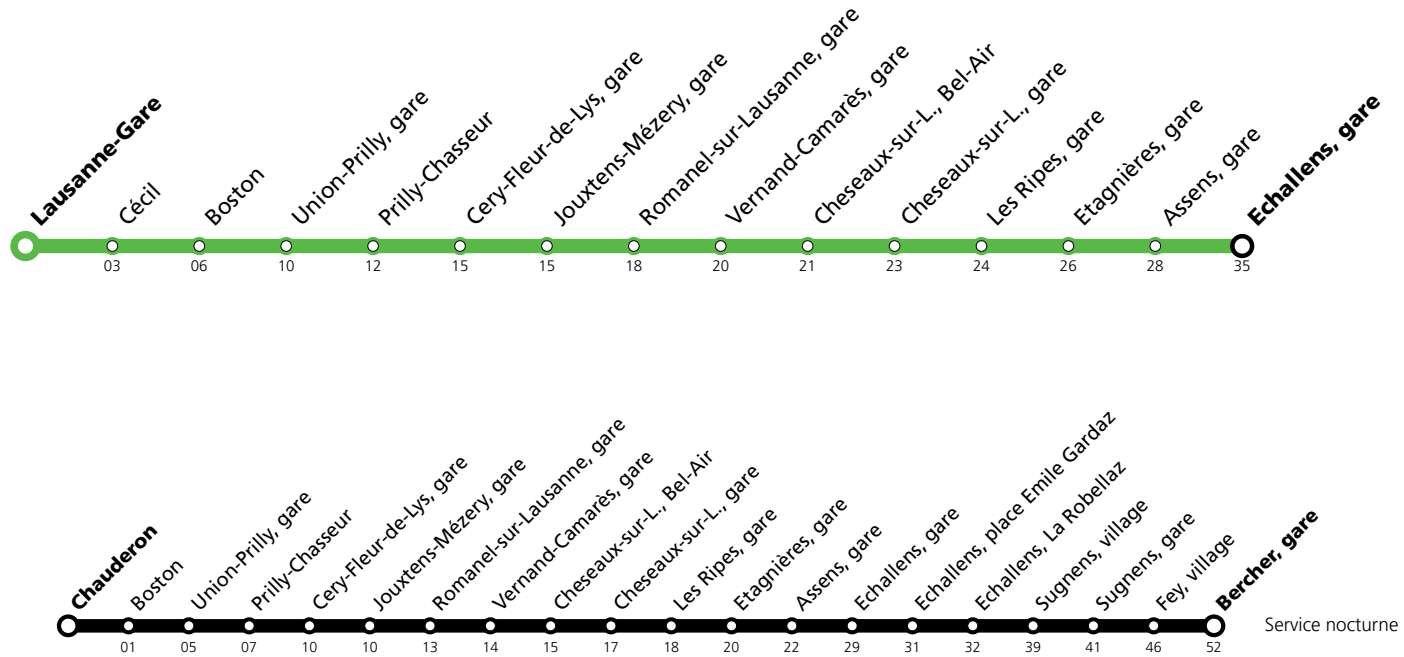 Lausanne-Gare
Cécil
Boston
Union-Prilly, gare
Prilly-Chasseur
Cery-Fleur-de-Lys, gare
Jouxtens-Mézery, gare
Romanel-sur-Lausanne, gare
Vernand-Camarès, gare
Cheseaux-sur-L., Bel-Air
Cheseaux-sur-L., gare
Les Ripes, gare
Etagnières, gare
Assens, gare
Echallens, gare
03 06 10 12 15 15 18 20 21 23 24 26 28 35
Chauderon
Boston
Union-Prilly, gare
Prilly-Chasseur
Cery-Fleur-de-Lys, gare
Jouxtens-Mézery, gare
Romanel-sur-Lausanne, gare
Vernand-Camarès, gare
Cheseaux-sur-L., Bel-Air
Cheseaux-sur-L., gare
Les Ripes, gare
Etagnières, gare
Assens, gare
Echallens, gare
Echallens, place Emile Gardaz
Echallens, La Robellaz
Sugnens, village
Sugnens, gare
Fey, village
Bercher, gare
Service nocturne
01 05 07 10 10 13 14 15 17 18 20 22 29 31 32 39 41 46 52